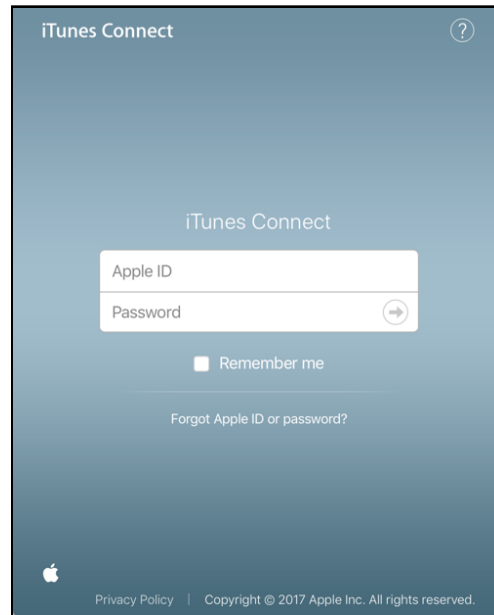 iTunes Connect
?
iTunes Connect
Apple ID
Password
Remember me
Forgot Apple ID or password?
Privacy Policy | Copyright © 2017 Apple Inc. All rights reserved.